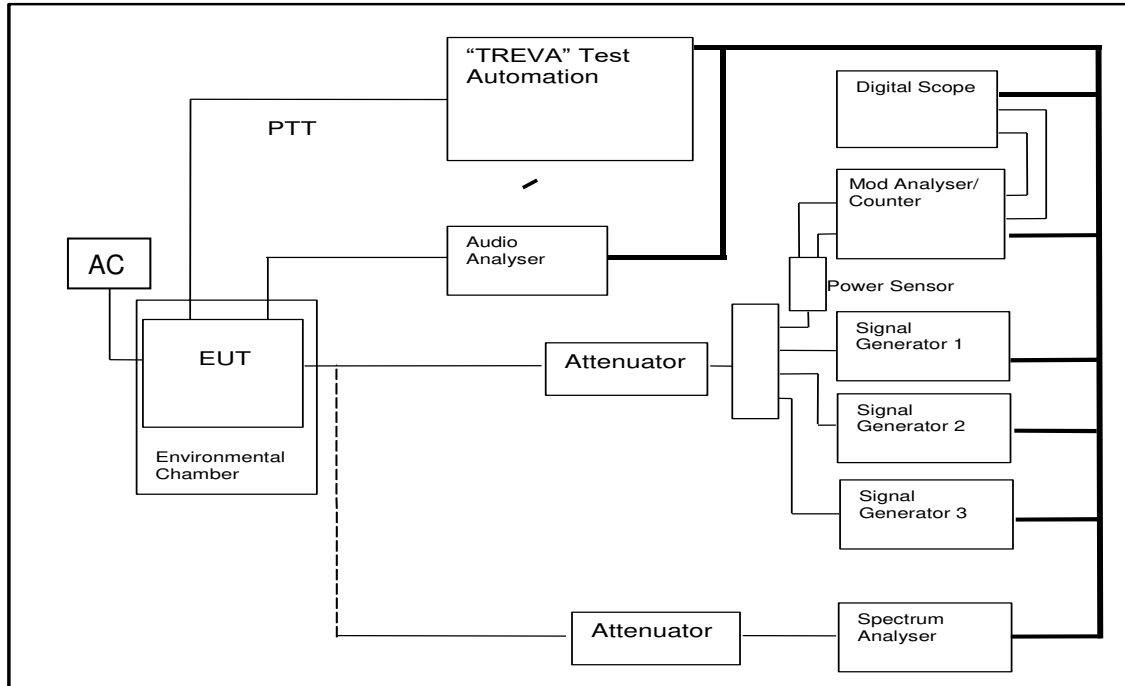 “TREVA” Test
Automation
Digital Scope
PTT
Mod Analyser/
Counter
Audio
Analyser
AC
Power Sensor
Signal
Generator 1
EUT
Attenuator
Signal
Generator 2
Environmental
Chamber
Signal
Generator 3
Attenuator
Spectrum
Analyser